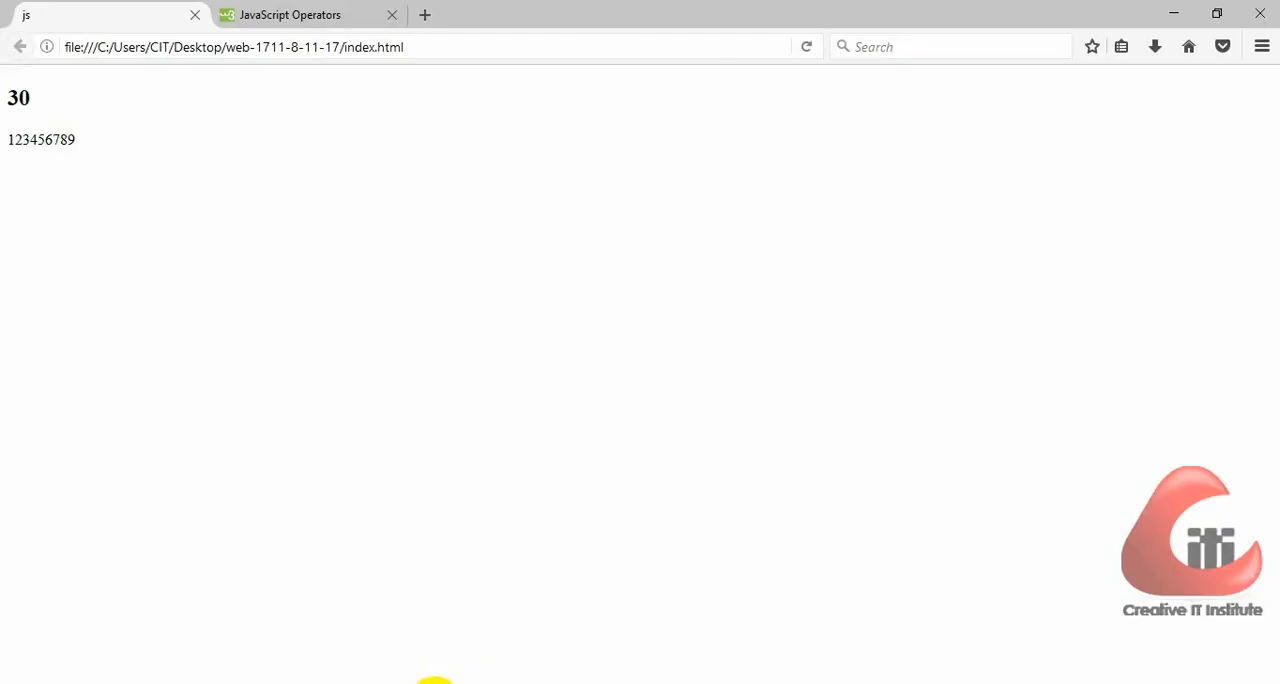 js
JavaScript Operators
file:///C:/Users/CIT/Desktop/web-1711-8-11-17/index.html
Search
30
123456789
Creative IT Institute